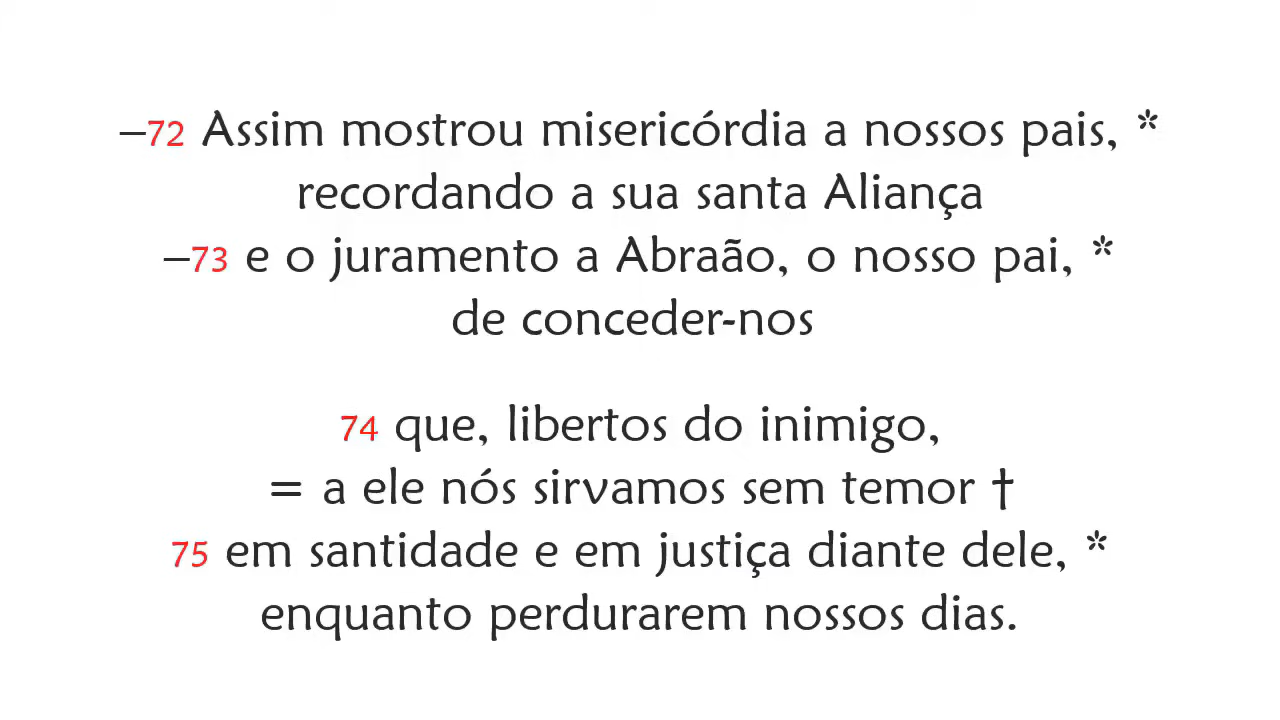 –72 Assim mostrou misericórdia a nossos pais, *
recordando a sua santa Aliança
–73 e o juramento a Abraão, o nosso pai, *
de conceder-nos
74 que, libertos do inimigo,
= a ele nós sirvamos sem temor †
75 em santidade e em justiça diante dele, *
enquanto perdurarem nossos dias.